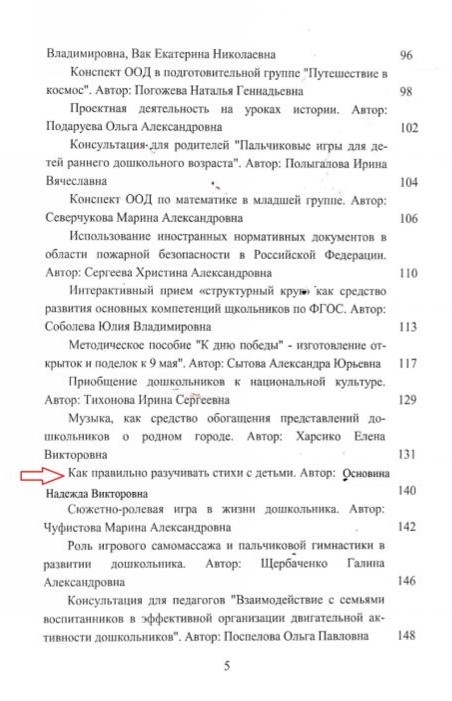 Владимировна, Вак Екатерина Николаевна 96
Конспект ООД в подготовительной группе "Путешествие в
космос". Автор: Погожева Наталья Геннадьевна 98
Проектная деятельность на уроках истории. Автор:
Подаруева Ольга Александровна 102
Консультация для родителей "Пальчиковые игры для де-
тей раннего дошкольного возраста". Автор: Полыгалова Ирина
Вячеславна 104
Конспект ООД по математике в младшей группе. Автор:
Северчукова Марина Александровна 106
Использование иностранных нормативных документов в
области пожарной безопасности в Российской Федерации.
Автор: Сергеева Христина Александровна 110
Интерактивный прием «структурный круг» как средство
развития основных компетенций щкольников по ФГОС. Автор:
Соболева Юлия Владимировна 113
Методическое пособие "К дню победы" - изготовление от-
крыток и поделок к 9 мая". Автор: Сытова Александра Юрьевна 117
Приобщение дошкольников к национальной культуре.
Автор: Тихонова Ирина Сергеевна 129
Музыка, как средство обогащения представлений до-
школьников о родном городе. Автор: Харсико Елена
Викторовна 131
Как правильно разучивать стихи с детьми. Автор: Основина
Надежда Викторовна 140
Сюжетно-ролевая игра в жизни дошкольника. Автор:
Чуфистова Марина Александровна 142
Роль игрового самомассажа и пальчиковой гимнастики в
развитии дошкольника. Автор: Щербаченко Галина
Александровна 146
Консультация для педагогов "Взаимодействие с семьями
воспитанников в эффективной организации двигательной ак-
тивности дошкольников". Автор: Поспелова Ольга Павловна 148
5